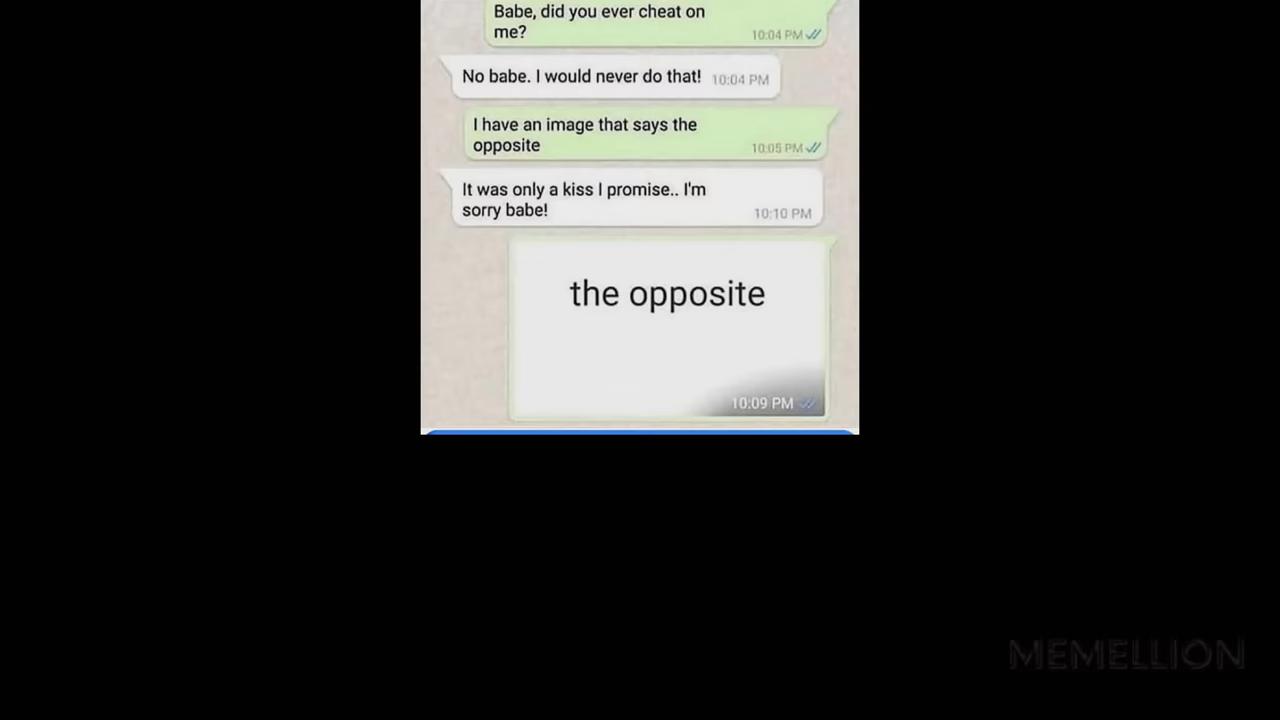 Babe, did you ever cheat on
me?
10:04 PM
No babe. I would never do that! 10:04 PM
I have an image that says the
opposite
10:05 PM
It was only a kiss I promise.. I'm
sorry babe!
10:10 PM
the opposite
10:09 PM
MEMELLION